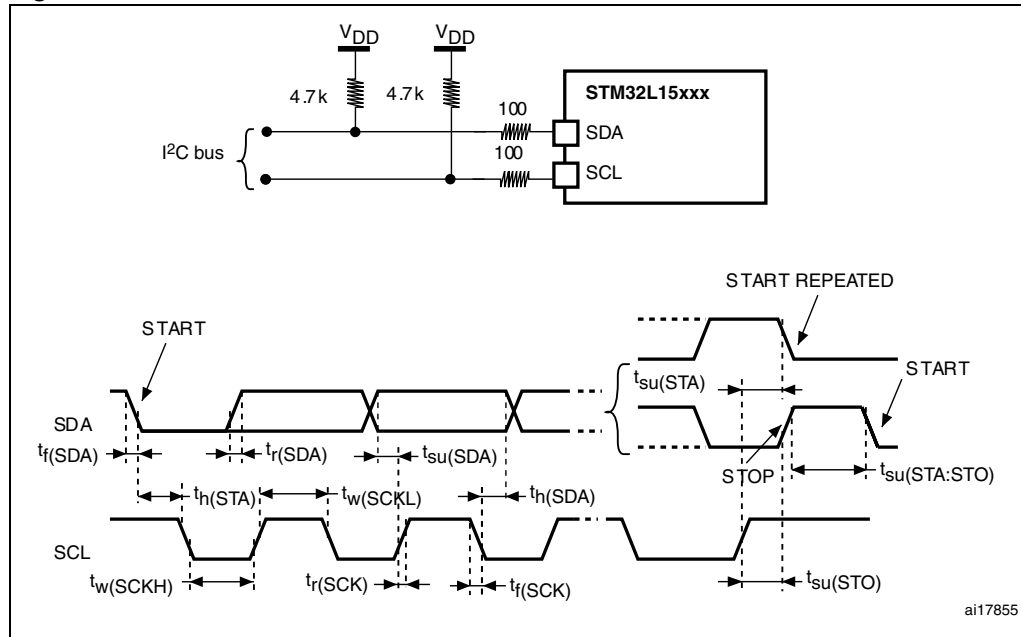 VDD VDD
4.7k 4.7k
STM32L15xxx
100
SDA
I²C bus
100
SCL
START REPEATED
START
START
tsu(STA)
SDA
tf(SDA) tr(SDA) tsu(SDA)
STOP
tsu(STA:STO)
th(STA) tw(SCKL) th(SDA)
SCL
tw(SCKH) tr(SCK) tf(SCK) tsu(STO)
ai17855